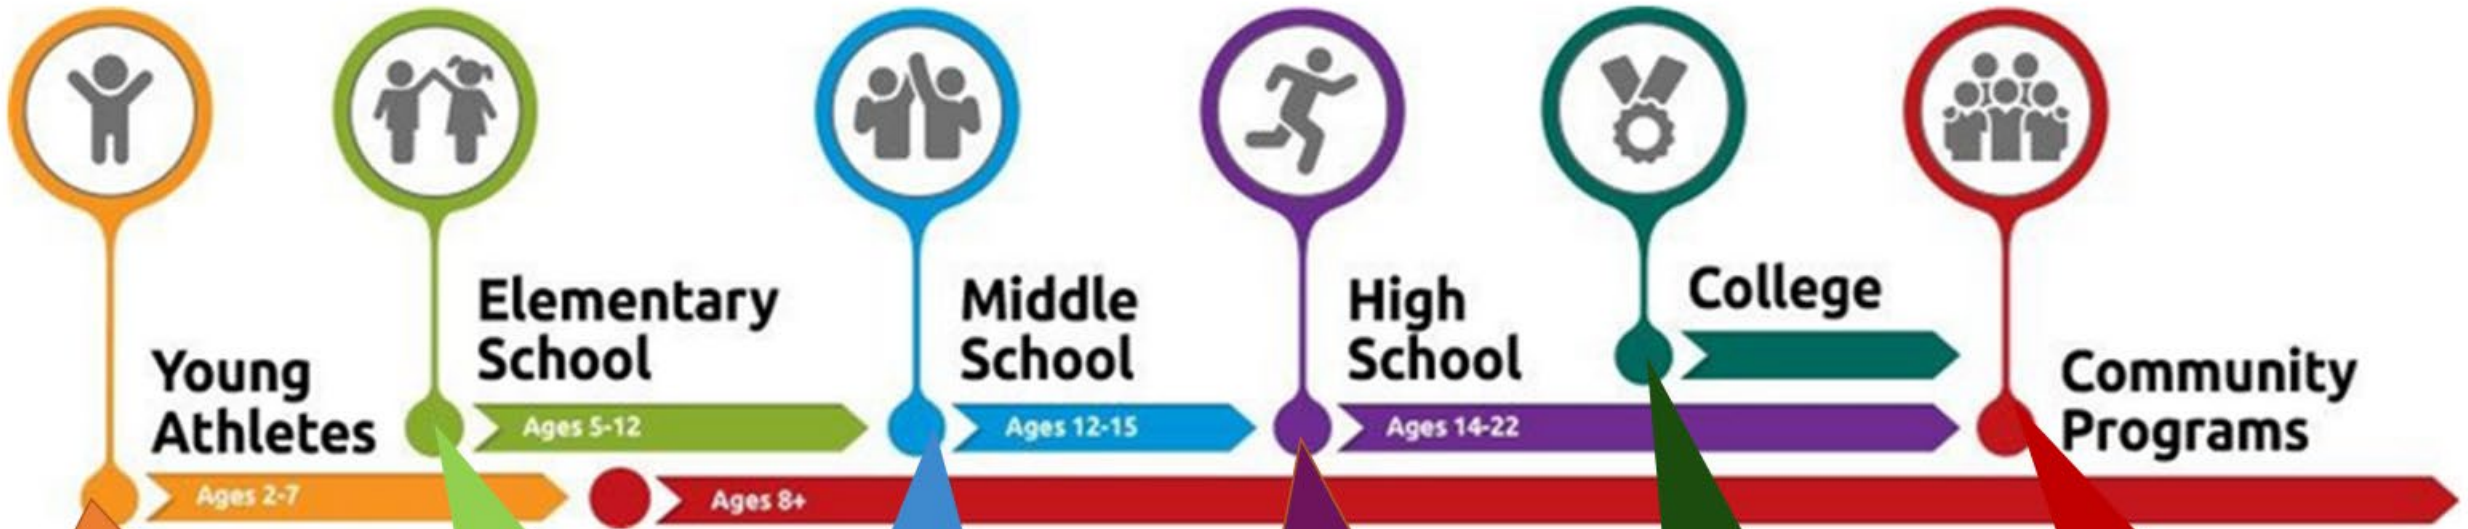 Young
Athletes
Ages 2-7
Elementary
School
Ages 5-12
Middle
School
Ages 12-15
High
School
Ages 14-22
College
Community
Programs
Ages 8+